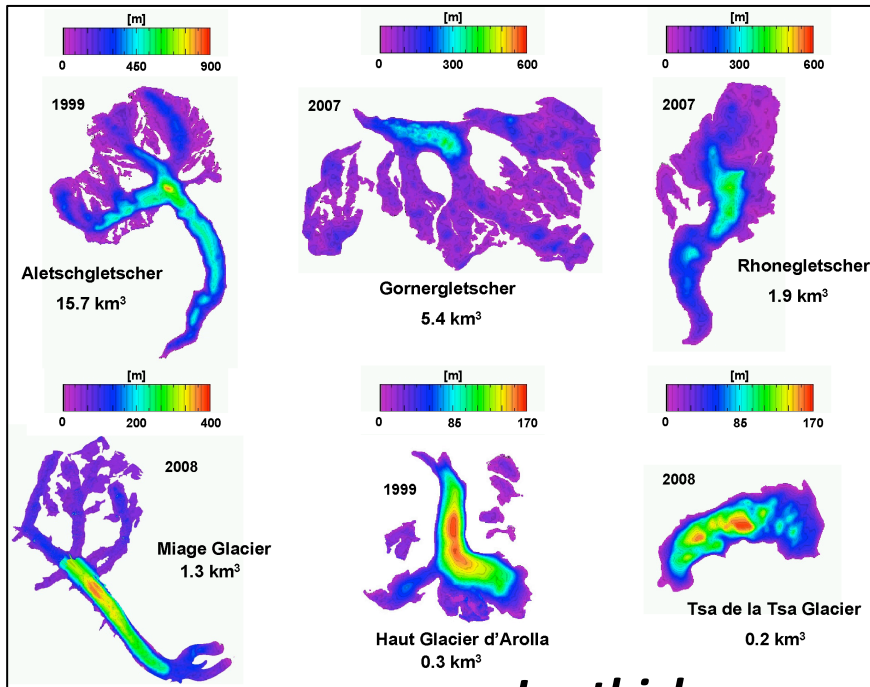 [m]
0 460 900
1999
Aletschgletscher
15.7 km³
[m]
0 300 600
2007
Gornergletscher
5.4 km³
[m]
0 300 600
2007
Rhonegletscher
1.9 km³
[m]
0 200 400
2008
Miage Glacier
1.3 km³
[m]
0 85 170
1999
Haut Glacier d'Arolla
0.3 km³
[m]
0 85 170
2008
Tsa de la Tsa Glacier
0.2 km³